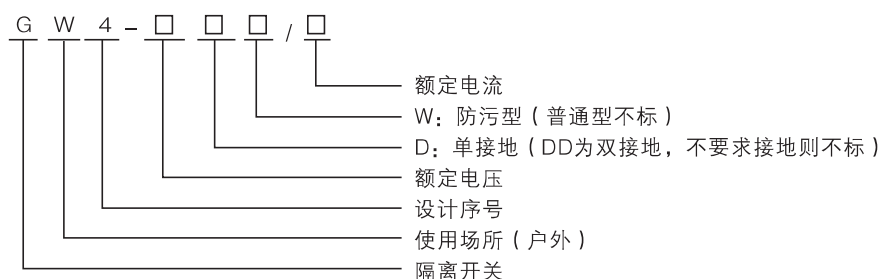 G W 4 - □ □ □ / □
额定电流
W：防污型（普通型不标）
D：单接地（DD为双接地，不要求接地则不标）
额定电压
设计序号
使用场所（户外）
隔离开关